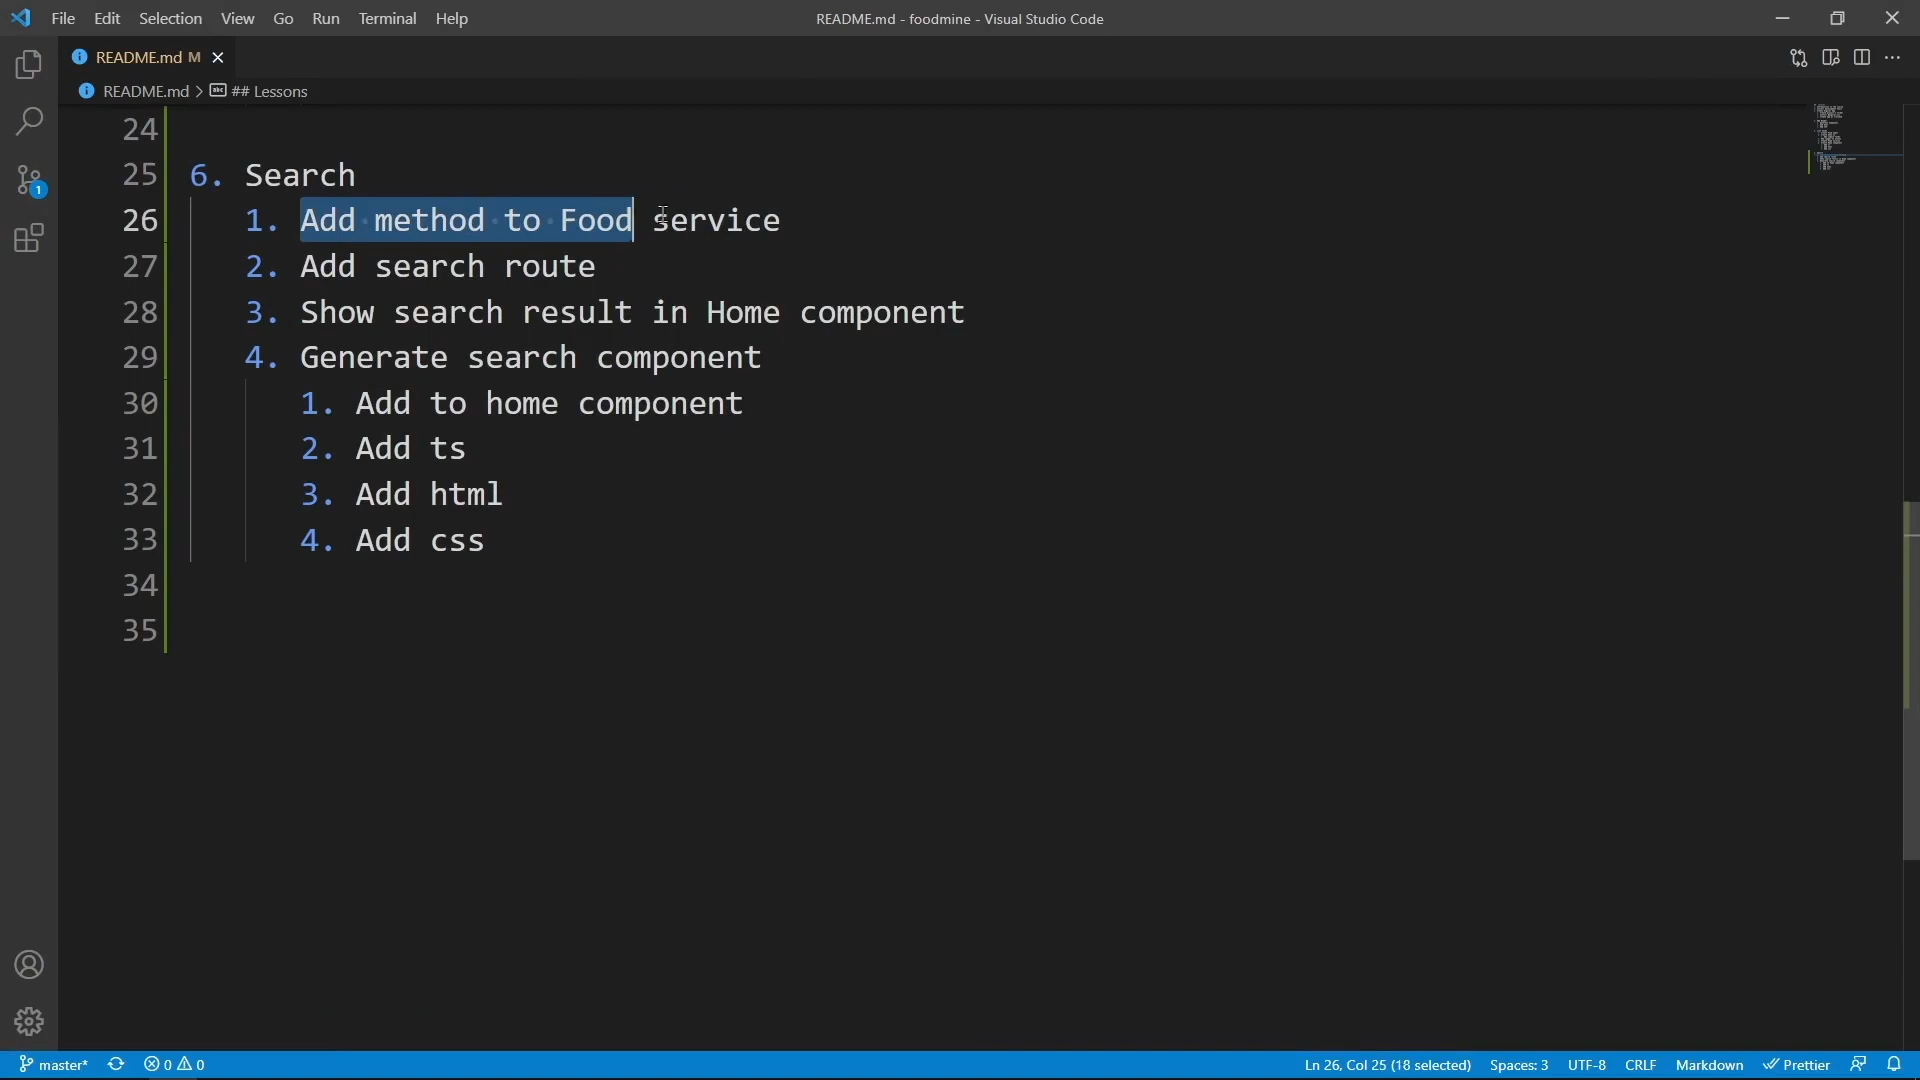 File Edit Selection View Go Run Terminal Help
README.md - foodmine - Visual Studio Code
README.md M
README.md > ## Lessons
24
25 6. Search
26 1. Add method to Food service
27 2. Add search route
28 3. Show search result in Home component
29 4. Generate search component
30 1. Add to home component
31 2. Add ts
32 3. Add html
33 4. Add css
34
35
1
master* 0 0 Ln 26, Col 25 (18 selected) Spaces: 3 UTF-8 CRLF Markdown Prettier